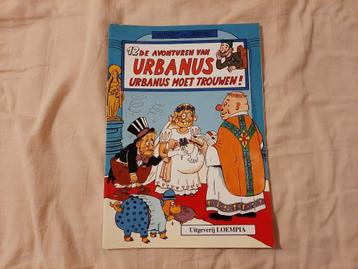 12 DE AVONTUREN VAN
URBANUS
URBANUS MOET TROUWEN!
Uitgeverij LOEMPIA